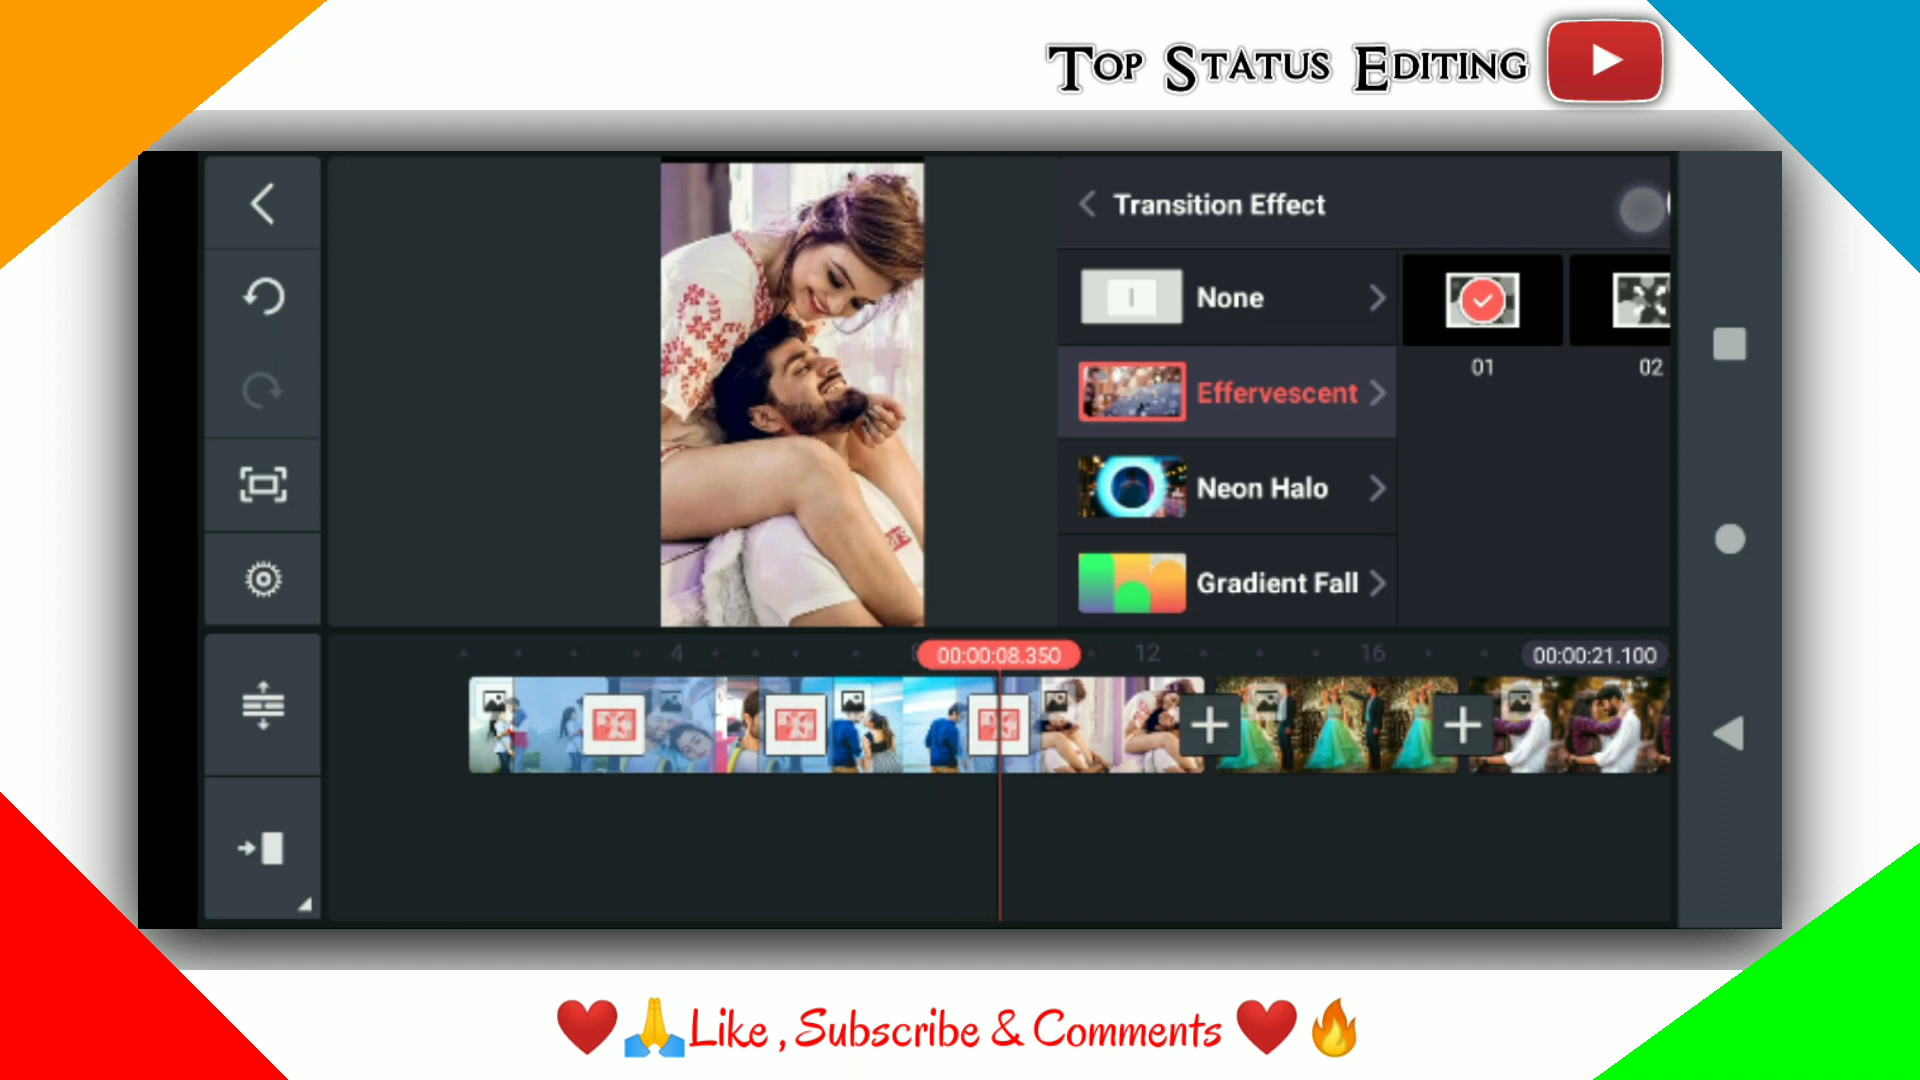 Top Status Editing
Transition Effect
None
01
02
Effervescent
Neon Halo
Gradient Fall
4
00:00:08.350
12
16
00:00:21.100
Like , Subscribe & Comments